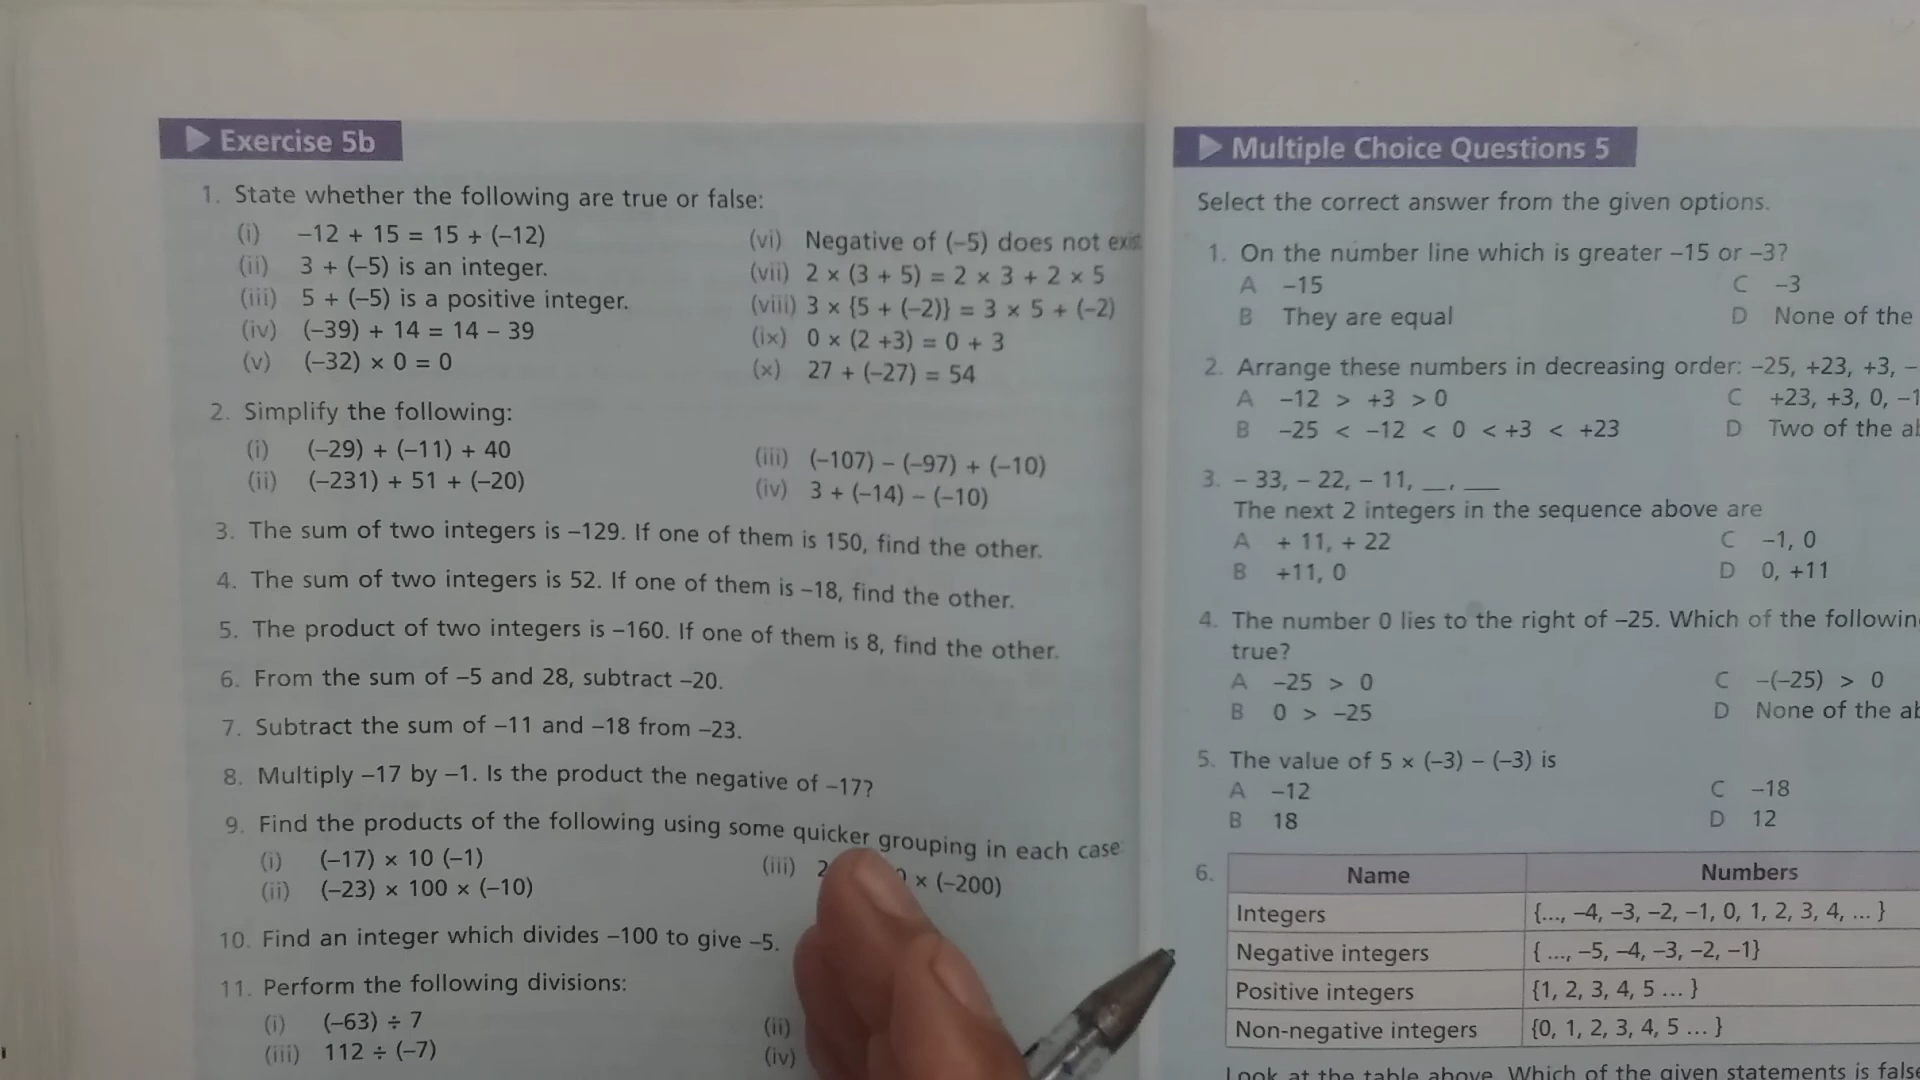 Exercise 5b
1. State whether the following are true or false:
(i) –12 + 15 = 15 + (–12)
(ii) 3 + (–5) is an integer.
(iii) 5 + (–5) is a positive integer.
(iv) (–39) + 14 = 14 – 39
(v) (–32) × 0 = 0
(vi) Negative of (–5) does not exist
(vii) 2 × (3 + 5) = 2 × 3 + 2 × 5
(viii) 3 × {5 + (–2)} = 3 × 5 + (–2)
(ix) 0 × (2 +3) = 0 + 3
(x) 27 + (–27) = 54
2. Simplify the following:
(i) (–29) + (–11) + 40
(ii) (–231) + 51 + (–20)
(iii) (–107) – (–97) + (–10)
(iv) 3 + (–14) – (–10)
3. The sum of two integers is –129. If one of them is 150, find the other.
4. The sum of two integers is 52. If one of them is –18, find the other.
5. The product of two integers is –160. If one of them is 8, find the other.
6. From the sum of –5 and 28, subtract –20.
7. Subtract the sum of –11 and –18 from –23.
8. Multiply –17 by –1. Is the product the negative of –17?
9. Find the products of the following using some quicker grouping in each case
(i) (–17) × 10 (–1)
(ii) (–23) × 100 × (–10)
(iii) 2 × (–200)
10. Find an integer which divides –100 to give –5.
11. Perform the following divisions:
(i) (–63) ÷ 7
(iii) 112 ÷ (–7)
(ii)
(iv)
Multiple Choice Questions 5
Select the correct answer from the given options.
1. On the number line which is greater –15 or –3?
A –15
B They are equal
C –3
D None of the
2. Arrange these numbers in decreasing order: –25, +23, +3, –
A –12 > +3 > 0
B –25 < –12 < 0 < +3 < +23
C +23, +3, 0, –1
D Two of the
3. – 33, – 22, – 11, __, __
The next 2 integers in the sequence above are
A + 11, + 22
B +11, 0
C –1, 0
D 0, +11
4. The number 0 lies to the right of –25. Which of the following
true?
A –25 > 0
B 0 > –25
C –(–25) > 0
D None of the
5. The value of 5 × (–3) – (–3) is
A –12
B 18
C –18
D 12
6. Name Numbers
Integers {..., –4, –3, –2, –1, 0, 1, 2, 3, 4, ... }
Negative integers { ..., –5, –4, –3, –2, –1}
Positive integers {1, 2, 3, 4, 5 ... }
Non-negative integers {0, 1, 2, 3, 4, 5 ... }
Look at the table above. Which of the given statements is false